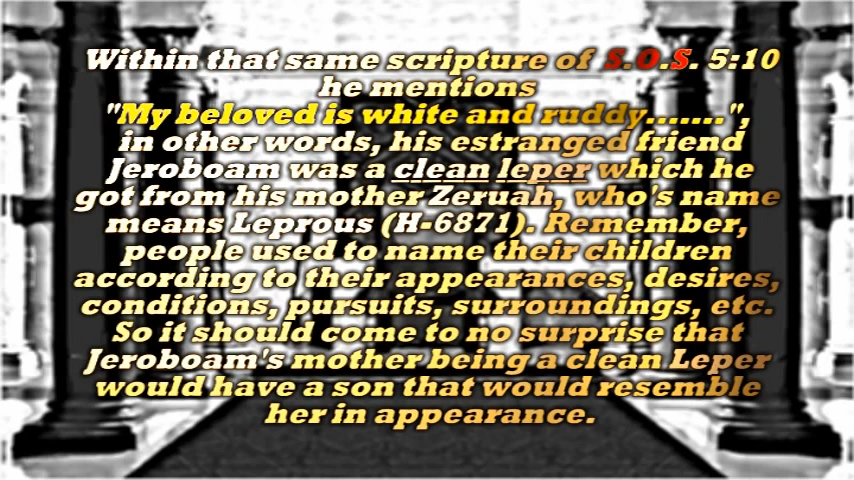 Within that same scripture of S.O.S. 5:10
he mentions
"My beloved is white and ruddy.......",
in other words, his estranged friend
Jeroboam was a clean leper which he
got from his mother Zeruah, who's name
means Leprous (H-6871). Remember,
people used to name their children
according to their appearances, desires,
conditions, pursuits, surroundings, etc.
So it should come to no surprise that
Jeroboam's mother being a clean Leper
would have a son that would resemble
her in appearance.